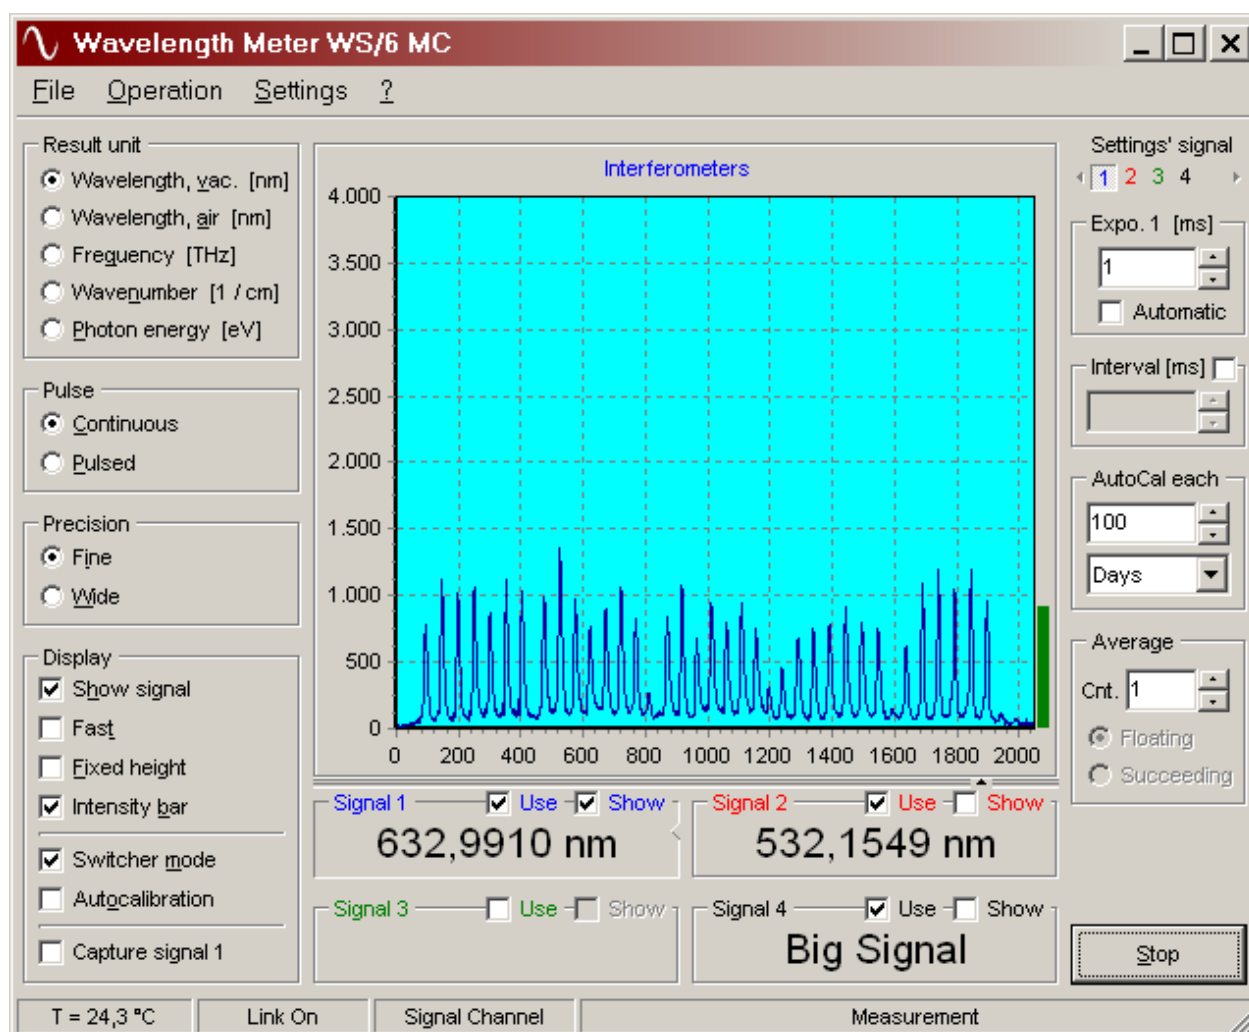 Wavelength Meter WS/6 MC
File Operation Settings ?
Result unit
Wavelength, vac. [nm]
Wavelength, air [nm]
Frequency [THz]
Wavenumber [1 / cm]
Photon energy [eV]
Pulse
Continuous
Pulsed
Precision
Fine
Wide
Display
Show signal
Fast
Fixed height
Intensity bar
Switcher mode
Autocalibration
Capture signal 1
Interferometers
4.000
3.500
3.000
2.500
2.000
1.500
1.000
500
0
0 200 400 600 800 1000 1200 1400 1600 1800 2000
Signal 1 Use Show
632,9910 nm
Signal 2 Use Show
532,1549 nm
Signal 3 Use Show
Signal 4 Use Show
Big Signal
Settings' signal
1 2 3 4
Expo. 1 [ms]
1
Automatic
Interval [ms]
AutoCal each
100
Days
Average
Cnt. 1
Floating
Succeeding
Stop
T = 24,3 °C Link On Signal Channel Measurement